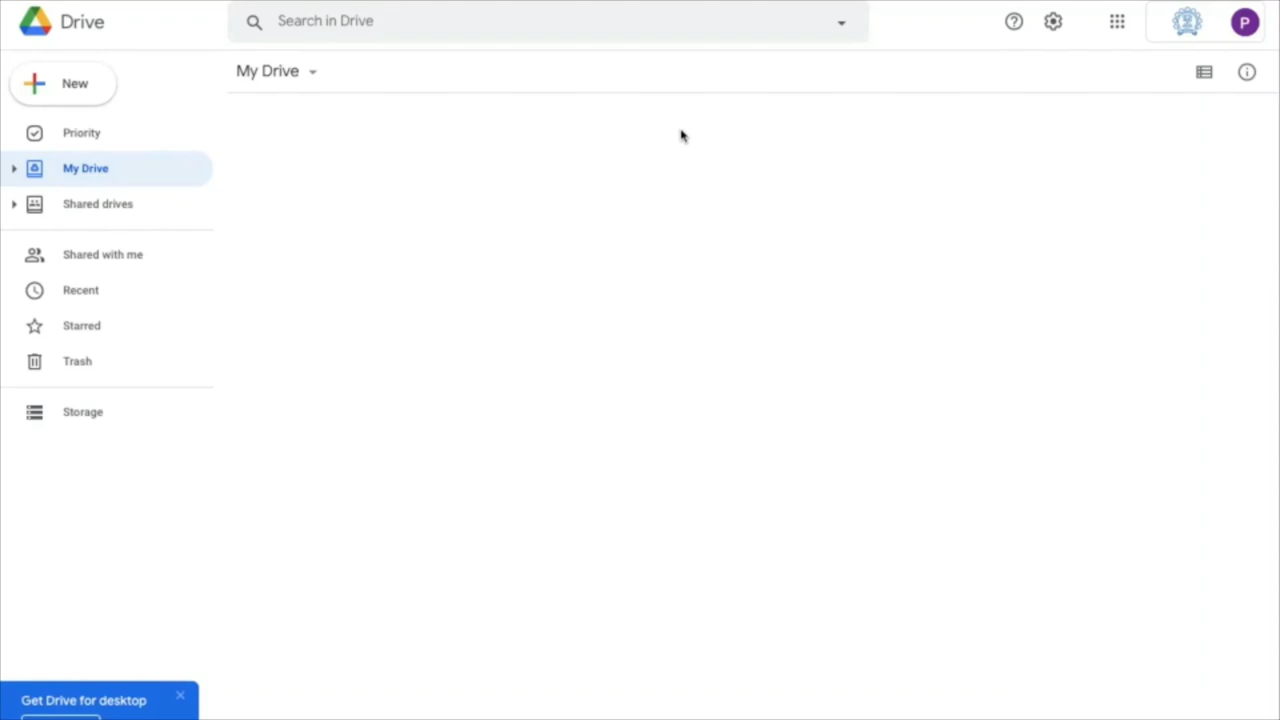 Drive
Search in Drive
P
New
My Drive
Priority
My Drive
Shared drives
Shared with me
Recent
Starred
Trash
Storage
Get Drive for desktop